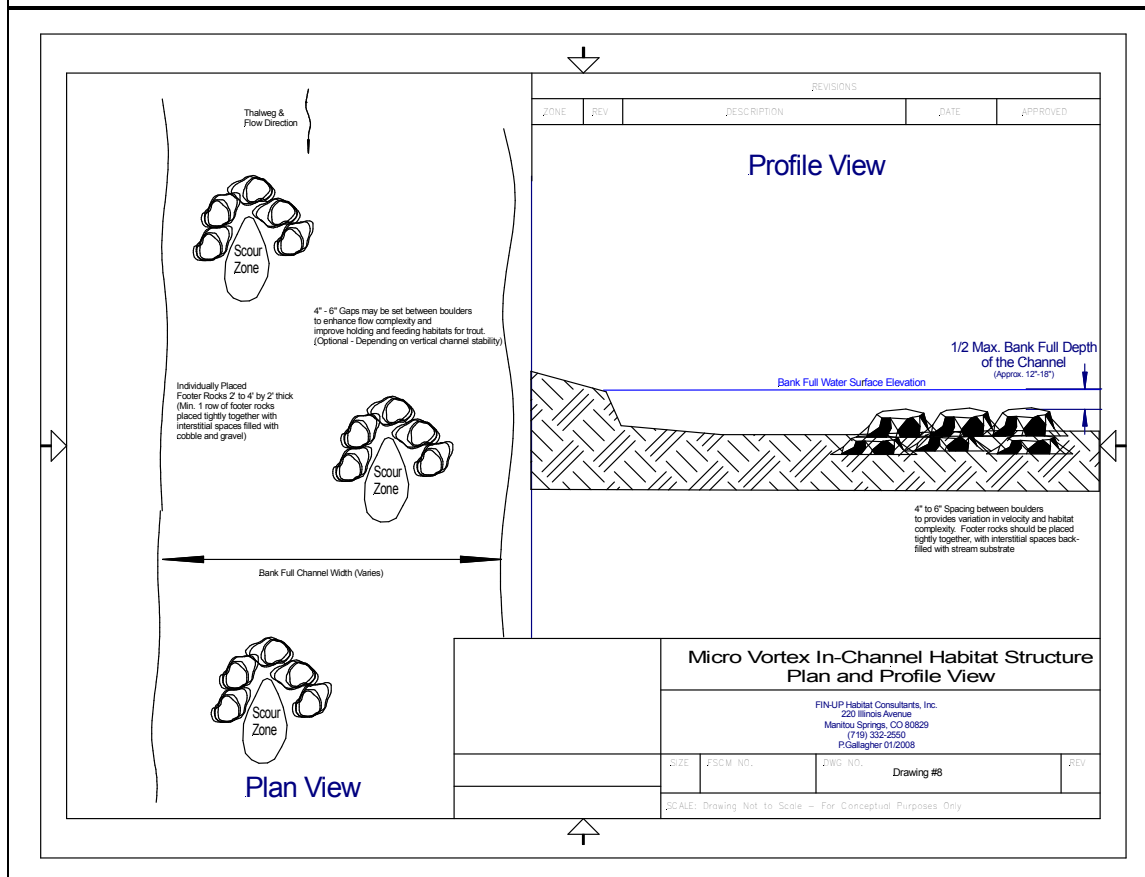 Thalweg &
Flow Direction
Scour
Zone
4" - 6" Gaps may be set between boulders
to enhance flow complexity and
improve holding and feeding habitats for trout.
(Optional - Depending on vertical channel stability)
Individually Placed
Footer Rocks 2' to 4' by 2' thick
(Min. 1 row of footer rocks
placed tightly together with
interstitial spaces filled with
cobble and gravel)
Scour
Zone
Bank Full Channel Width (Varies)
Scour
Zone
Plan View
REVISIONS
ZONE REV DESCRIPTION DATE APPROVED
Profile View
1/2 Max. Bank Full Depth
of the Channel
(Approx. 12"-18")
Bank Full Water Surface Elevation
4" to 6" Spacing between boulders
to provides variation in velocity and habitat
complexity. Footer rocks should be placed
tightly together, with interstitial spaces back-
filled with stream substrate
Micro Vortex In-Channel Habitat Structure
Plan and Profile View
FIN-UP Habitat Consultants, Inc.
220 Illinois Avenue
Manitou Springs, CO 80829
(719) 332-2550
P.Gallagher 01/2008
SIZE FSCM NO. DWG NO. REV
Drawing #8
SCALE: Drawing Not to Scale – For Conceptual Purposes Only